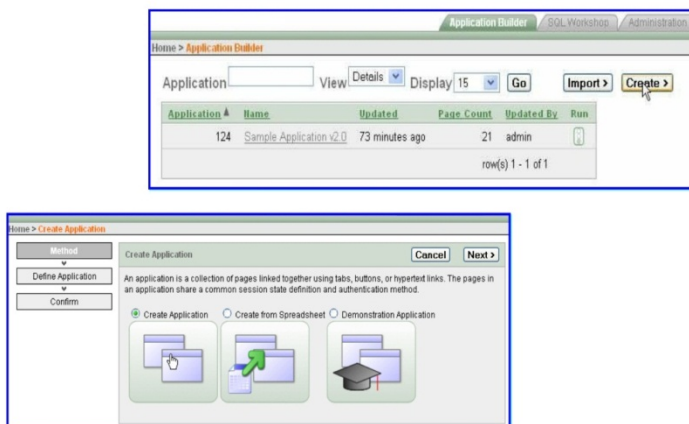 Application Builder SQL Workshop Administration
Home > Application Builder
Application View Details Display 15 Go Import > Create >
Application Name Updated Page Count Updated By Run
124 Sample Application v2.0 73 minutes ago 21 admin
row(s) 1 - 1 of 1
Home > Create Application
Method
Define Application
Confirm
Create Application Cancel Next >
An application is a collection of pages linked together using tabs, buttons, or hypertext links. The pages in
an application share a common session state definition and authentication method.
Create Application Create from Spreadsheet Demonstration Application